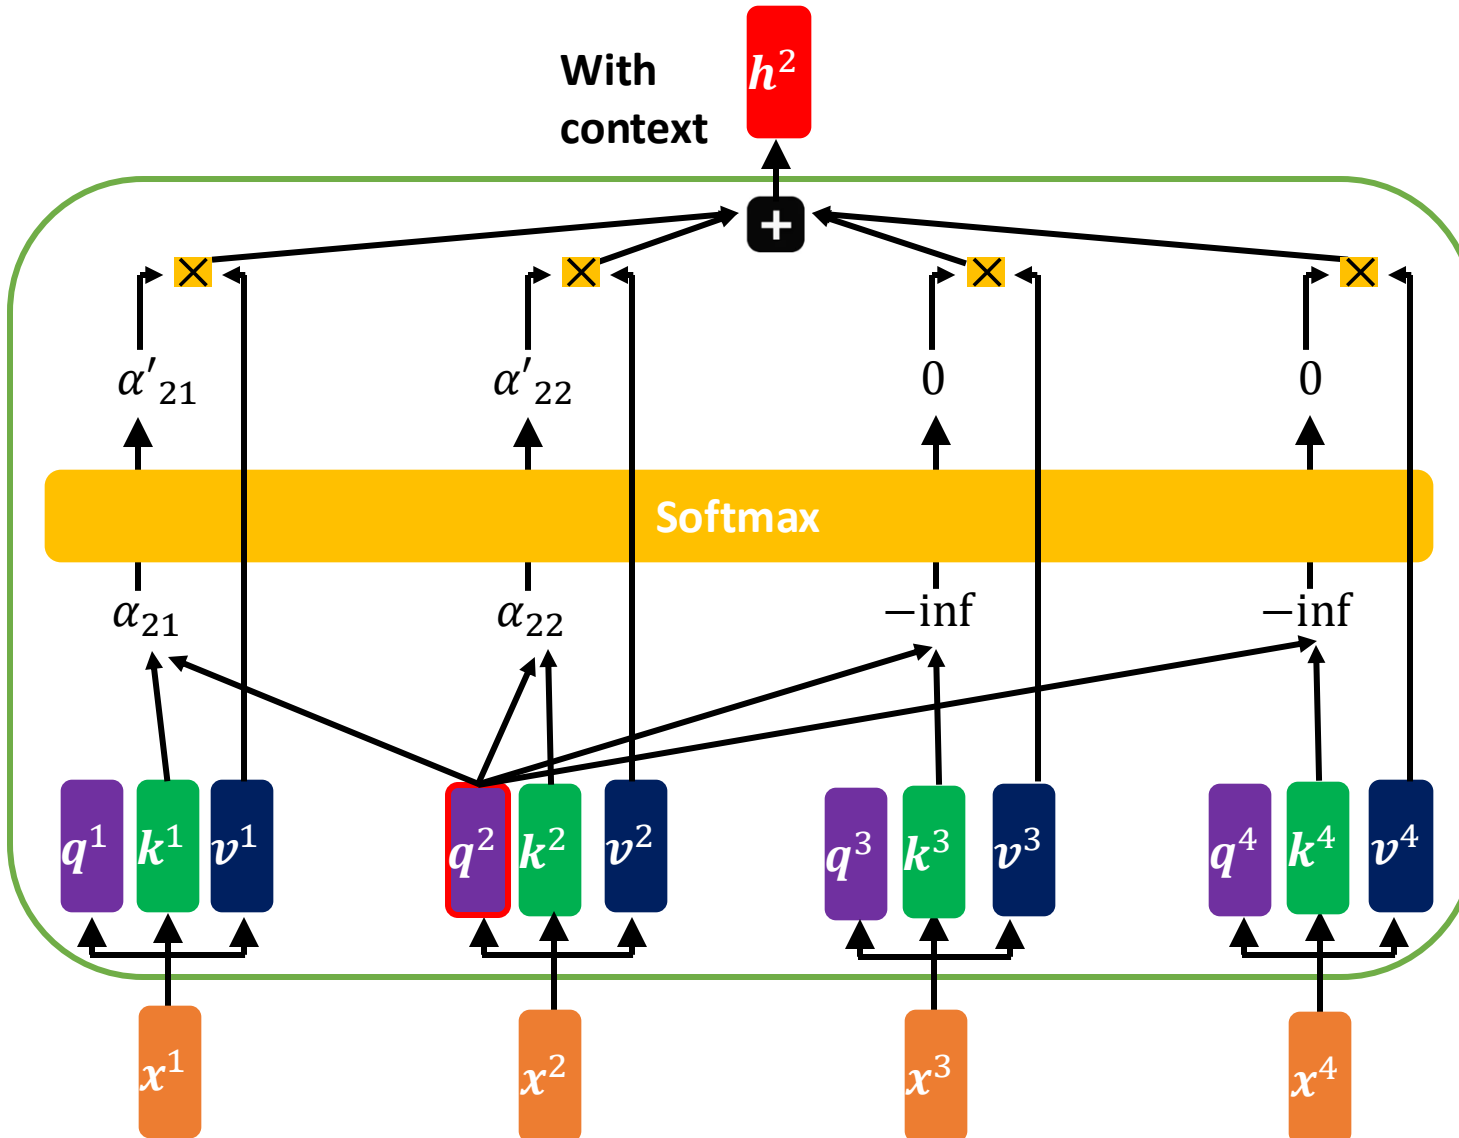 With
context
h²
+
α'₂₁ α'₂₂ 0 0
Softmax
α₂₁ α₂₂ −inf −inf
q¹ k¹ v¹ q² k² v² q³ k³ v³ q⁴ k⁴ v⁴
x¹ x² x³ x⁴